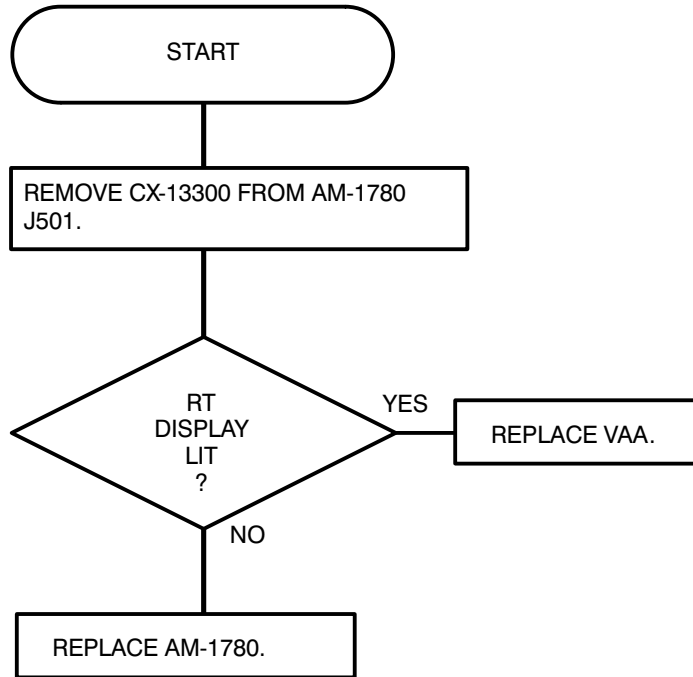 START
REMOVE CX-13300 FROM AM-1780
J501.
RT
DISPLAY
LIT
?
YES
REPLACE VAA.
NO
REPLACE AM-1780.